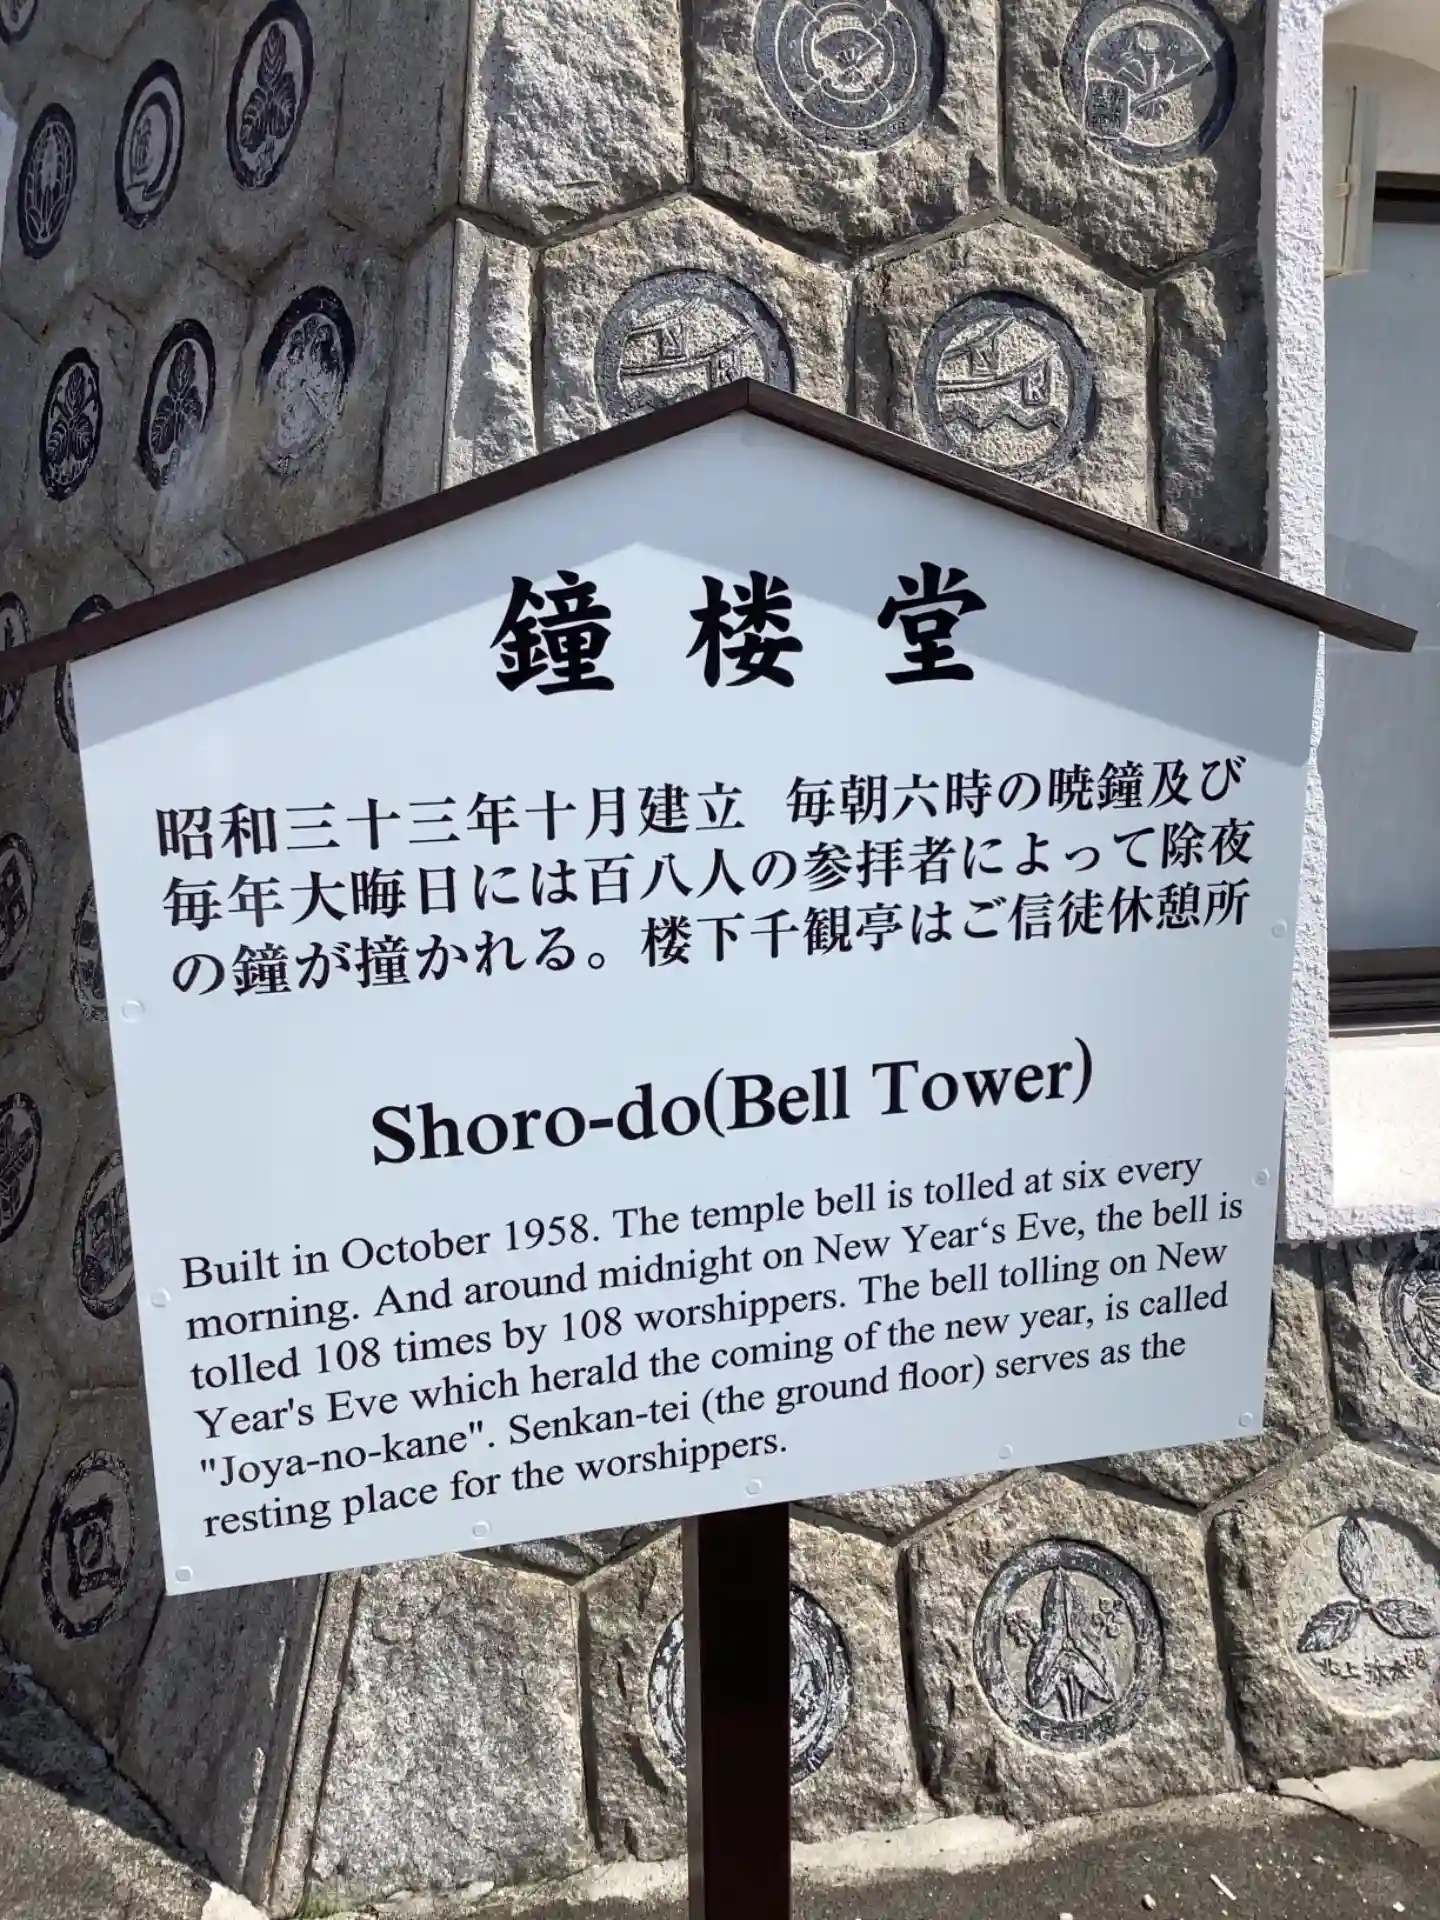 鐘楼堂
昭和三十三年十月建立 毎朝六時の暁鐘及び
毎年大晦日には百八人の参拝者によって除夜
の鐘が撞かれる。楼下千観亭はご信徒休憩所
Shoro-do(Bell Tower)
Built in October 1958. The temple bell is tolled at six every
morning. And around midnight on New Year‘s Eve, the bell is
tolled 108 times by 108 worshippers. The bell tolling on New
Year's Eve which herald the coming of the new year, is called
"Joya-no-kane". Senkan-tei (the ground floor) serves as the
resting place for the worshippers.